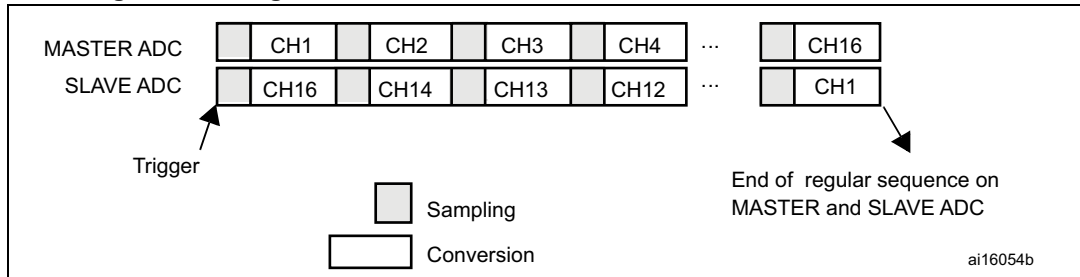 MASTER ADC CH1 CH2 CH3 CH4 ... CH16
SLAVE ADC CH16 CH14 CH13 CH12 ... CH1
Trigger
End of regular sequence on
MASTER and SLAVE ADC
Sampling
Conversion
ai16054b